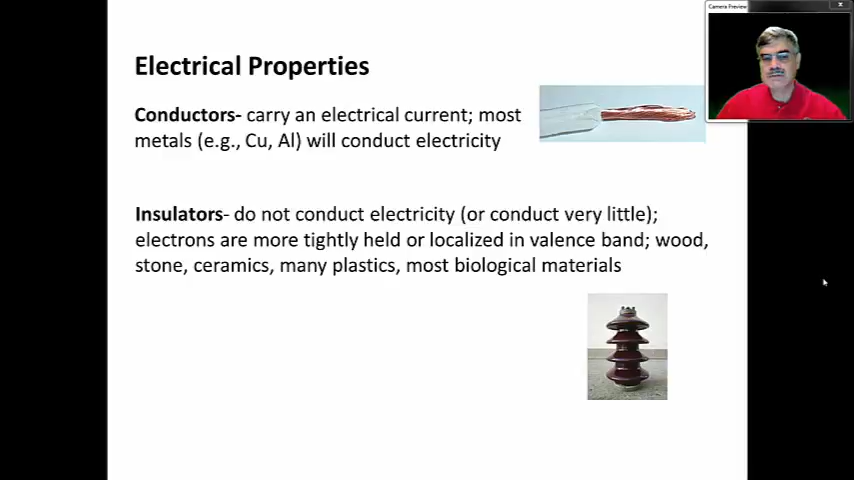 Camera Preview
Electrical Properties
Conductors- carry an electrical current; most
metals (e.g., Cu, Al) will conduct electricity
Insulators- do not conduct electricity (or conduct very little);
electrons are more tightly held or localized in valence band; wood,
stone, ceramics, many plastics, most biological materials